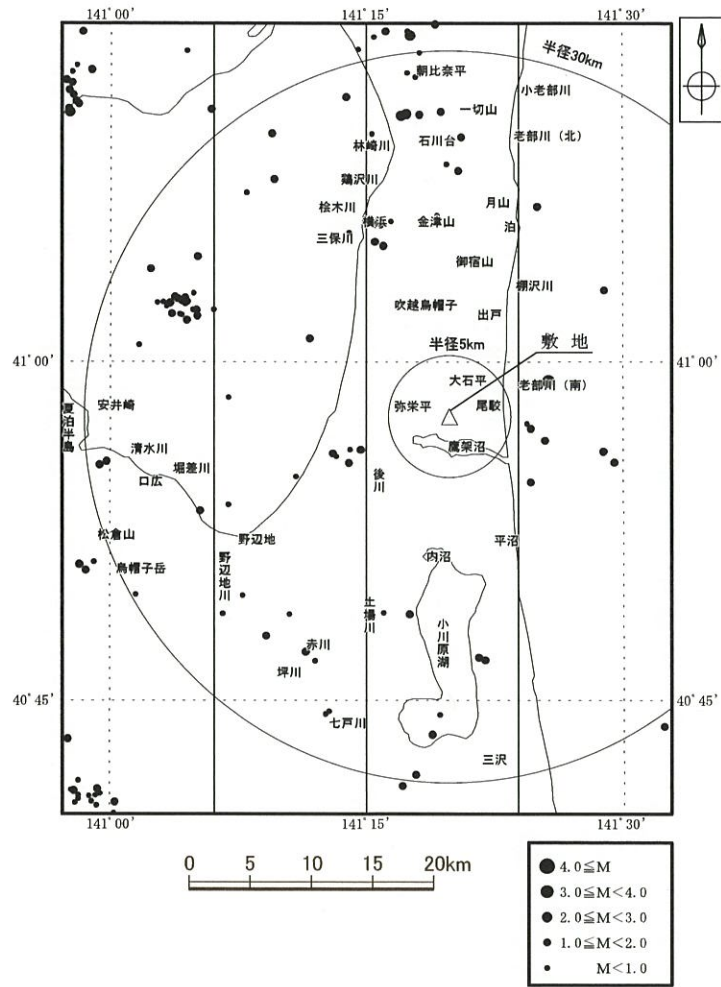 141°00'
141°15'
141°30'
半径30km
朝比奈平
小老部川
一切山
林崎川
石川台
老部川（北）
鶏沢川
桧木川
横浜
金津山
月山
泊
三保川
御宿山
棚沢川
吹越烏帽子
出戸
敷地
41°00'
半径5km
41°00'
大石平
老部川（南）
安井崎
弥栄平
尾駮
夏泊半島
清水川
鷹架沼
堀差川
口広
後川
松倉山
野辺地
平沼
内沼
烏帽子岳
野辺地川
土場川
小川原湖
赤川
坪川
40°45'
40°45'
七戸川
三沢
141°00'
141°15'
141°30'
0 5 10 15 20km
4.0≦M
3.0≦M<4.0
2.0≦M<3.0
1.0≦M<2.0
M<1.0